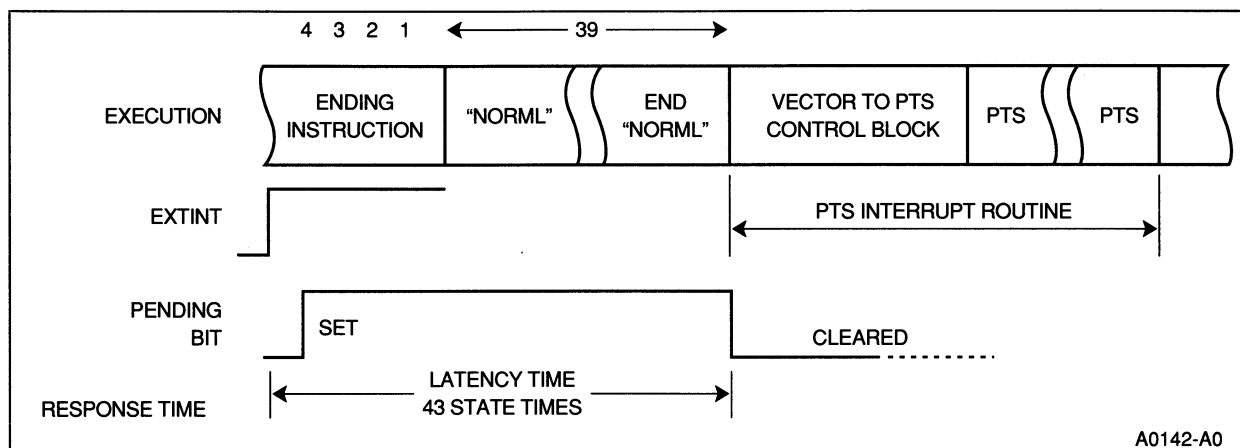 4 3 2 1 39
EXECUTION
ENDING
INSTRUCTION
“NORML”
END
“NORML”
VECTOR TO PTS
CONTROL BLOCK
PTS
PTS
EXTINT
PTS INTERRUPT ROUTINE
PENDING
BIT
SET
CLEARED
RESPONSE TIME
LATENCY TIME
43 STATE TIMES
A0142-A0